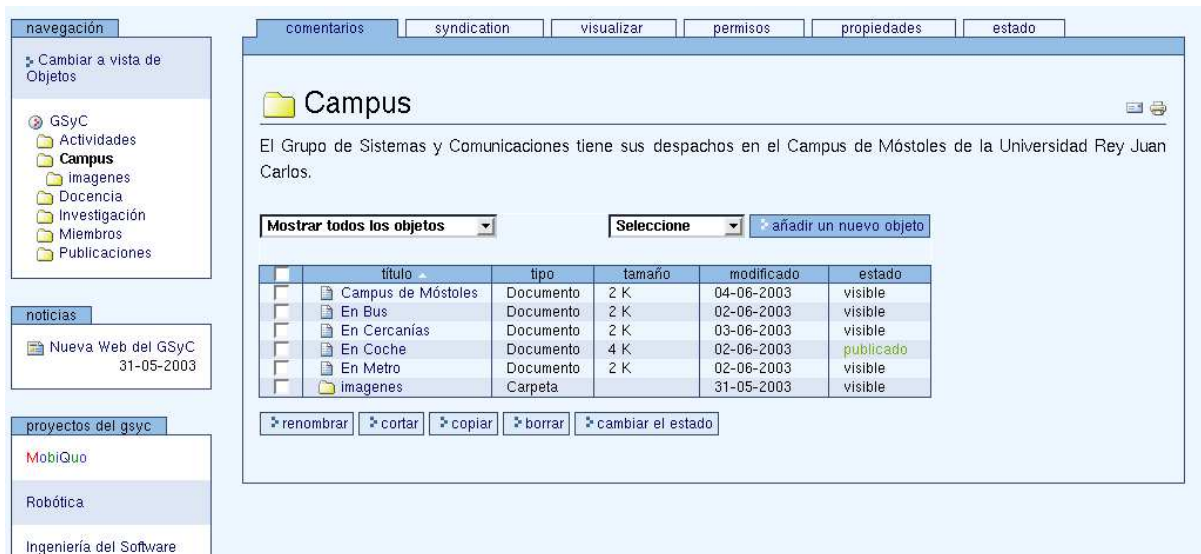 navegación
Cambiar a vista de
Objetos
GSyC
Actividades
Campus
imagenes
Docencia
Investigación
Miembros
Publicaciones
noticias
Nueva Web del GSyC
31-05-2003
proyectos del gsyc
MobiQuo
Robótica
Ingeniería del Software
comentarios syndication visualizar permisos propiedades estado
Campus
El Grupo de Sistemas y Comunicaciones tiene sus despachos en el Campus de Móstoles de la Universidad Rey Juan
Carlos.
Mostrar todos los objetos Seleccione añadir un nuevo objeto
título tipo tamaño modificado estado
Campus de Móstoles Documento 2 K 04-06-2003 visible
En Bus Documento 2 K 02-06-2003 visible
En Cercanías Documento 2 K 03-06-2003 visible
En Coche Documento 4 K 02-06-2003 publicado
En Metro Documento 2 K 02-06-2003 visible
imagenes Carpeta 31-05-2003 visible
renombrar cortar copiar borrar cambiar el estado